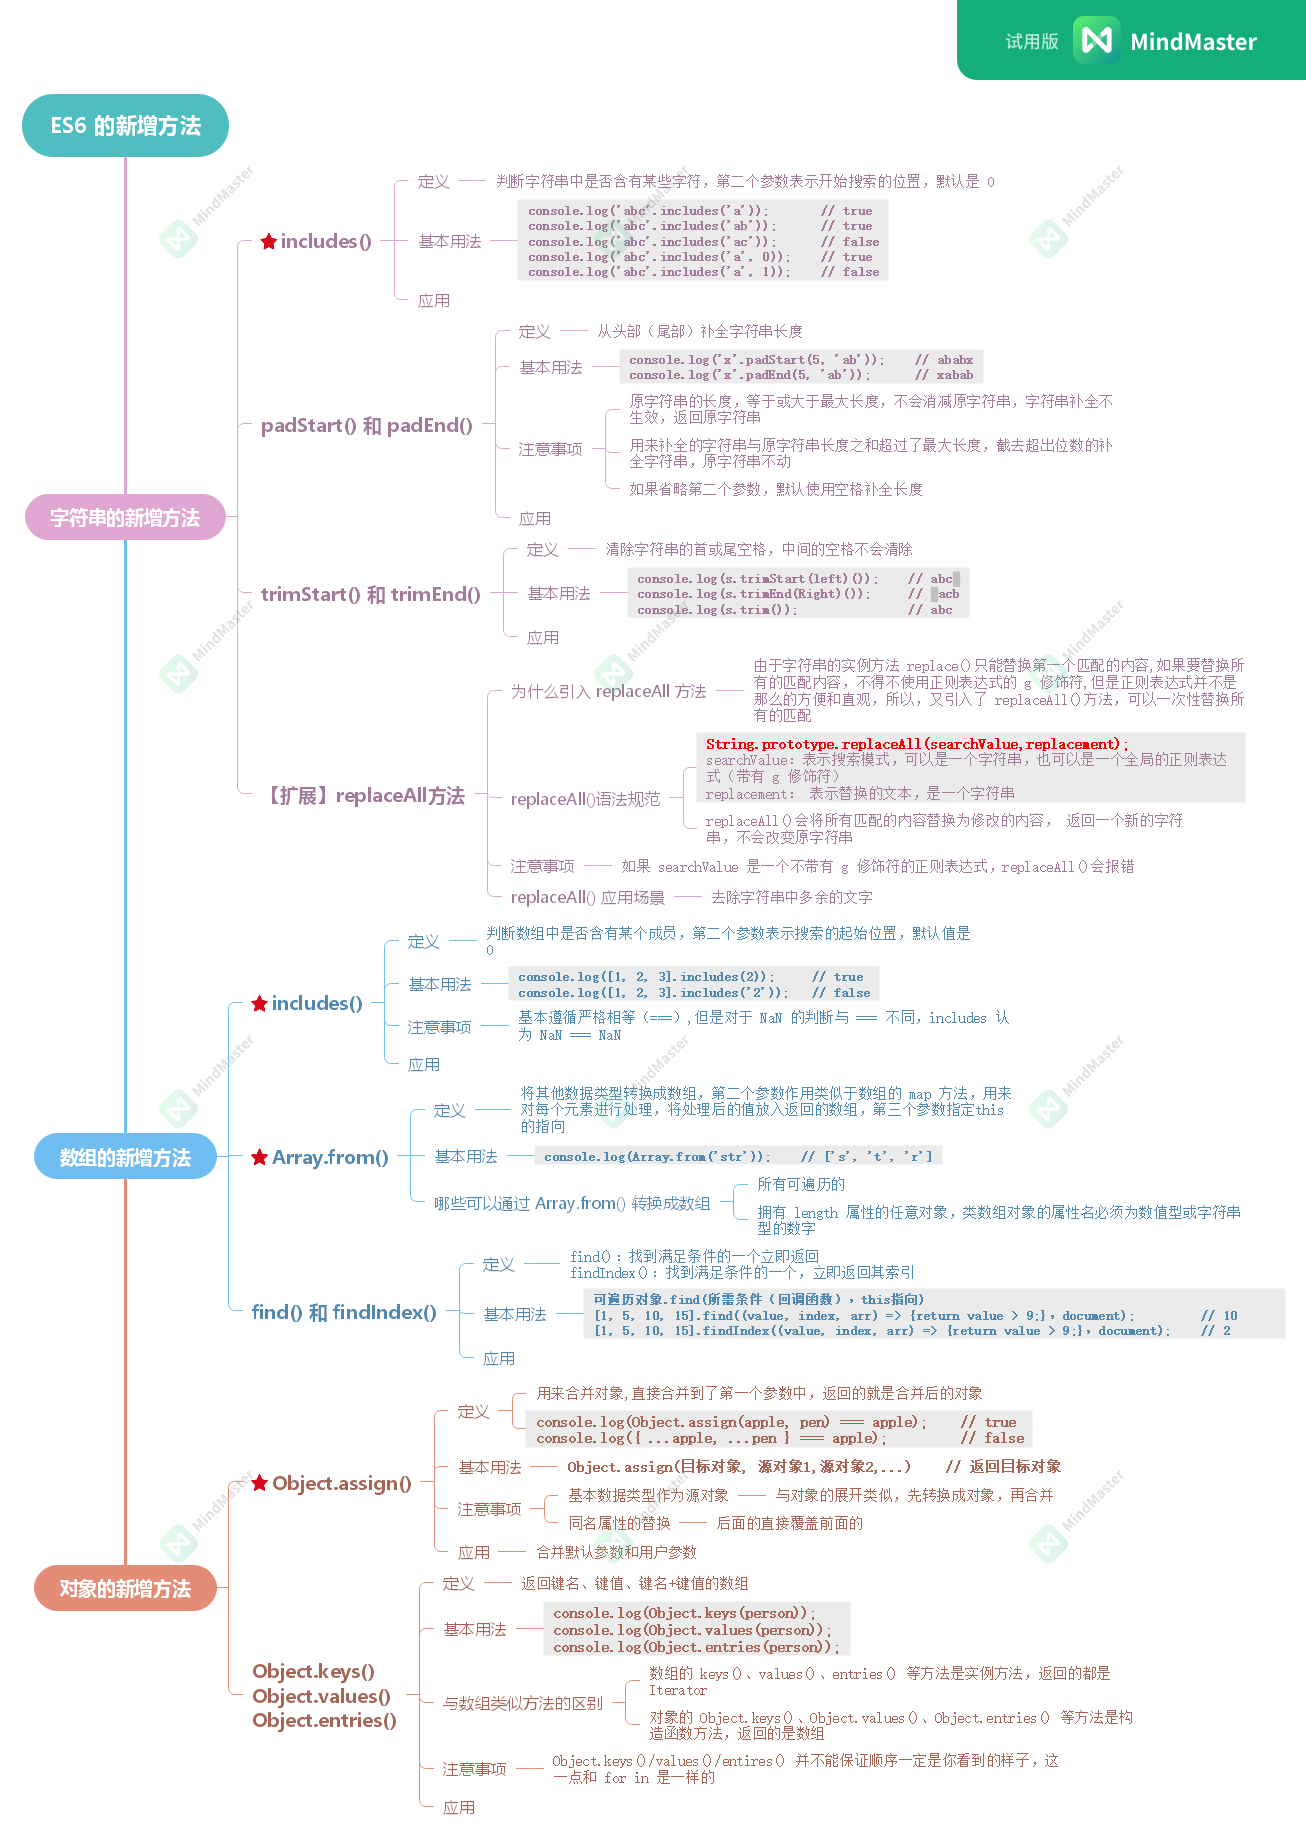 试用版 MindMaster
ES6 的新增方法
字符串的新增方法
includes()
定义
判断字符串中是否含有某些字符，第二个参数表示开始搜索的位置，默认是 0
基本用法
console.log('abc'.includes('a')); // true
console.log('abc'.includes('ab')); // true
console.log('abc'.includes('ac')); // false
console.log('abc'.includes('a', 0)); // true
console.log('abc'.includes('a', 1)); // false
应用
padStart() 和 padEnd()
定义
从头部（尾部）补全字符串长度
基本用法
console.log('x'.padStart(5, 'ab')); // ababx
console.log('x'.padEnd(5, 'ab')); // xabab
注意事项
原字符串的长度，等于或大于最大长度，不会消减原字符串，字符串补全不
生效，返回原字符串
用来补全的字符串与原字符串长度之和超过了最大长度，截去超出位数的补
全字符串，原字符串不动
如果省略第二个参数，默认使用空格补全长度
应用
trimStart() 和 trimEnd()
定义
清除字符串的首或尾空格，中间的空格不会清除
基本用法
console.log(s.trimStart(left)()); // abc
console.log(s.trimEnd(Right)()); // acb
console.log(s.trim()); // abc
应用
【扩展】replaceAll方法
为什么引入 replaceAll 方法
由于字符串的实例方法 replace()只能替换第一个匹配的内容,如果要替换所
有的匹配内容，不得不使用正则表达式的 g 修饰符,但是正则表达式并不是
那么的方便和直观，所以，又引入了 replaceAll()方法，可以一次性替换所
有的匹配
replaceAll()语法规范
String.prototype.replaceAll(searchValue,replacement);
searchValue：表示搜索模式，可以是一个字符串，也可以是一个全局的正则表达
式（带有 g 修饰符）
replacement： 表示替换的文本，是一个字符串
replaceAll()会将所有匹配的内容替换为修改的内容， 返回一个新的字符
串，不会改变原字符串
注意事项
如果 searchValue 是一个不带有 g 修饰符的正则表达式，replaceAll()会报错
replaceAll() 应用场景
去除字符串中多余的文字
数组的新增方法
includes()
定义
判断数组中是否含有某个成员，第二个参数表示搜索的起始位置，默认值是
0
基本用法
console.log([1, 2, 3].includes(2)); // true
console.log([1, 2, 3].includes('2')); // false
注意事项
基本遵循严格相等（===）,但是对于 NaN 的判断与 === 不同，includes 认
为 NaN === NaN
应用
Array.from()
定义
将其他数据类型转换成数组，第二个参数作用类似于数组的 map 方法，用来
对每个元素进行处理，将处理后的值放入返回的数组，第三个参数指定this
的指向
基本用法
console.log(Array.from('str')); // ['s', 't', 'r']
哪些可以通过 Array.from() 转换成数组
所有可遍历的
拥有 length 属性的任意对象，类数组对象的属性名必须为数值型或字符串
型的数字
find() 和 findIndex()
定义
find()：找到满足条件的一个立即返回
findIndex()：找到满足条件的一个，立即返回其索引
基本用法
可遍历对象.find(所需条件（回调函数），this指向)
[1, 5, 10, 15].find((value, index, arr) => {return value > 9;}，document); // 10
[1, 5, 10, 15].findIndex((value, index, arr) => {return value > 9;}，document); // 2
应用
对象的新增方法
Object.assign()
定义
用来合并对象,直接合并到了第一个参数中，返回的就是合并后的对象
console.log(Object.assign(apple, pen) === apple); // true
console.log({ ...apple, ...pen } === apple); // false
基本用法
Object.assign(目标对象, 源对象1,源对象2,...) // 返回目标对象
注意事项
基本数据类型作为源对象
与对象的展开类似，先转换成对象，再合并
同名属性的替换
后面的直接覆盖前面的
应用
合并默认参数和用户参数
Object.keys()
Object.values()
Object.entries()
定义
返回键名、键值、键名+键值的数组
基本用法
console.log(Object.keys(person));
console.log(Object.values(person));
console.log(Object.entries(person));
与数组类似方法的区别
数组的 keys()、values()、entries() 等方法是实例方法，返回的都是
Iterator
对象的 Object.keys()、Object.values()、Object.entries() 等方法是构
造函数方法，返回的是数组
注意事项
Object.keys()/values()/entires() 并不能保证顺序一定是你看到的样子，这
一点和 for in 是一样的
应用